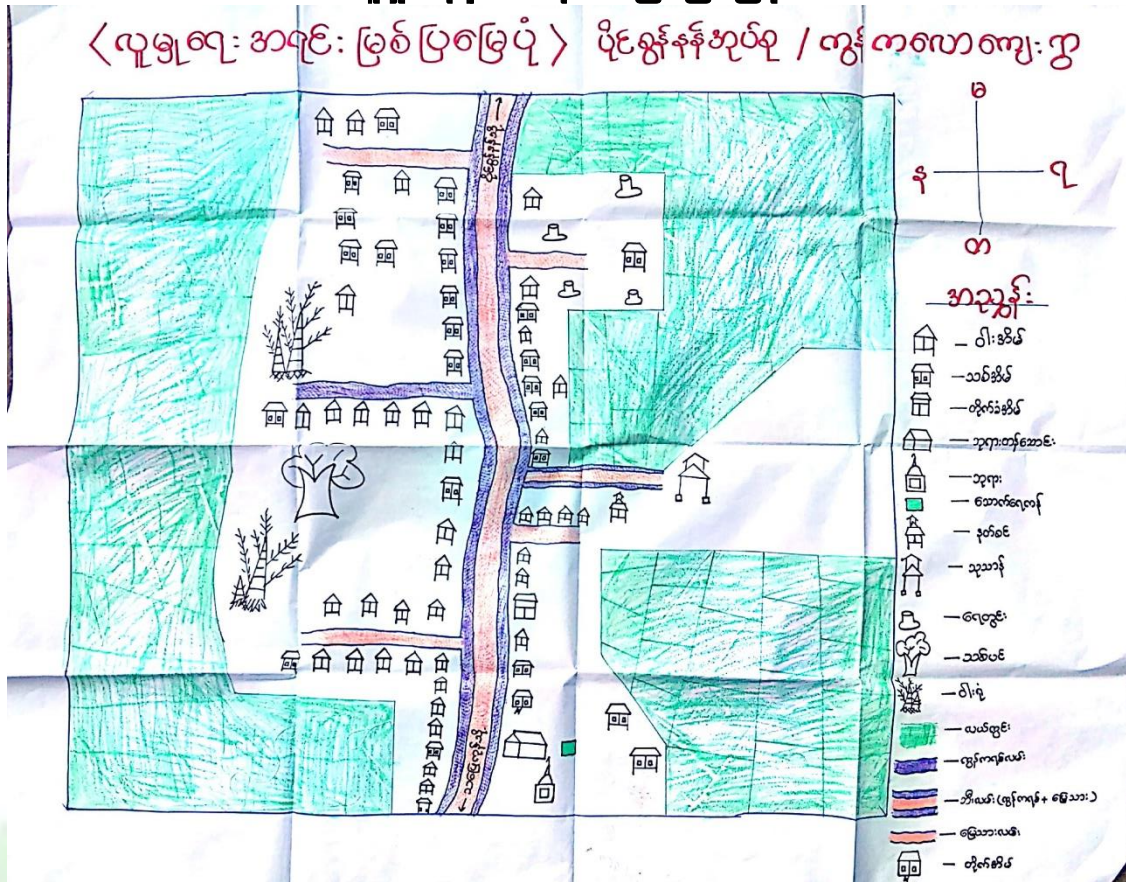 < လူမှုရေး အရင်း မြစ်ပြမြေပုံ > ပိုင်ရွန်နန်အုပ်စု / ကွန်ကလောကျေးရွာ
မ
န
ရ
တ
အညွှန်း
— ဝါးအိမ်
— သစ်အိမ်
— တိုက်ခံအိမ်
— ဘုရားတန်ဆောင်း
— ဘုရား
— သောက်ရေကန်
— နတ်စင်
— သုသာန်
— ရေတွင်း
— သစ်ပင်
— ဝါးရုံ
— လယ်ကွင်း
— ကွန်ကရစ်လမ်း
— ဘီးလမ်း (ကွန်ကရစ် + မြေသား)
— မြေသားလမ်း
— တိုက်အိမ်